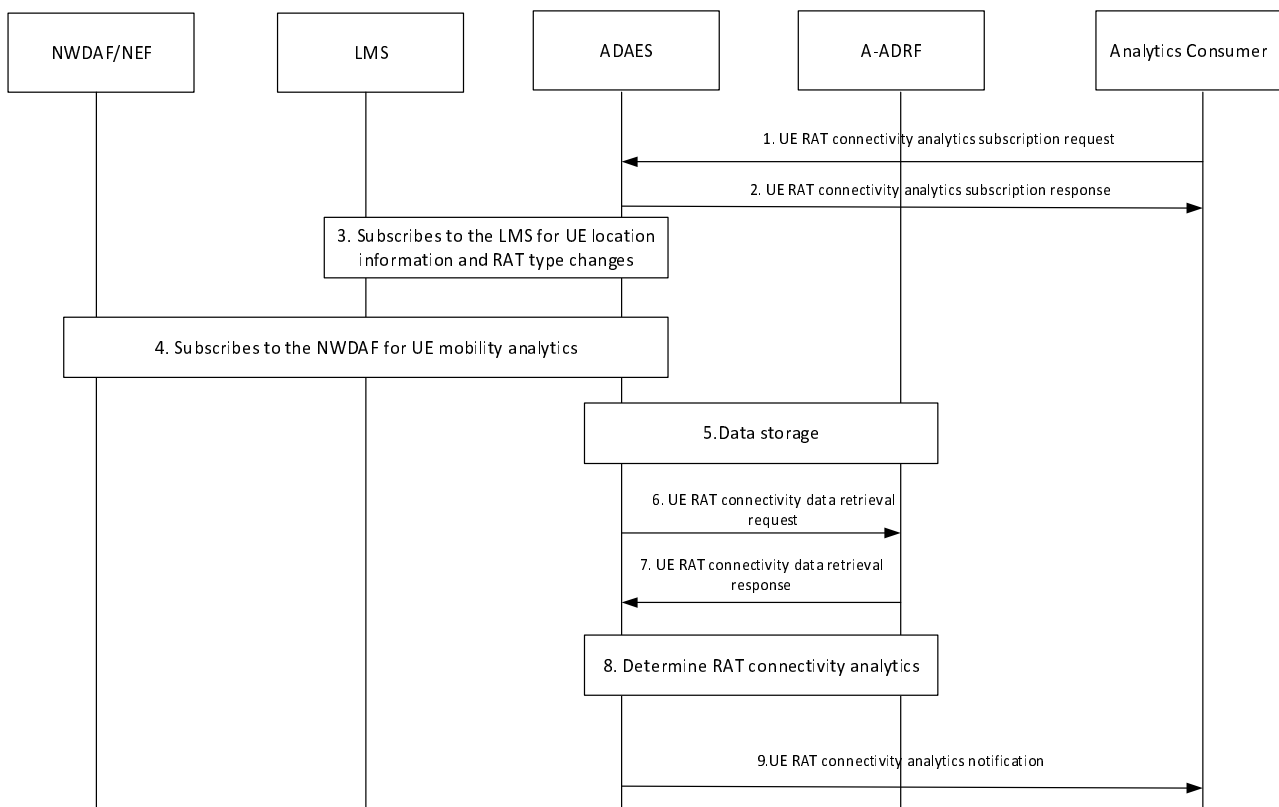 NWDAF/NEF
LMS
ADAES
A-ADRF
Analytics Consumer
1. UE RAT connectivity analytics subscription request
2. UE RAT connectivity analytics subscription response
3. Subscribes to the LMS for UE location
information and RAT type changes
4. Subscribes to the NWDAF for UE mobility analytics
5.Data storage
6. UE RAT connectivity data retrieval
request
7. UE RAT connectivity data retrieval
response
8. Determine RAT connectivity analytics
9.UE RAT connectivity analytics notification